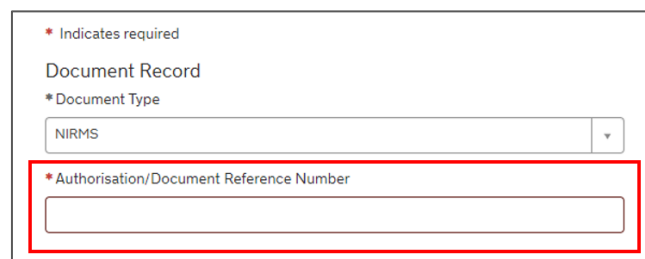 * Indicates required
Document Record
*Document Type
NIRMS
*Authorisation/Document Reference Number